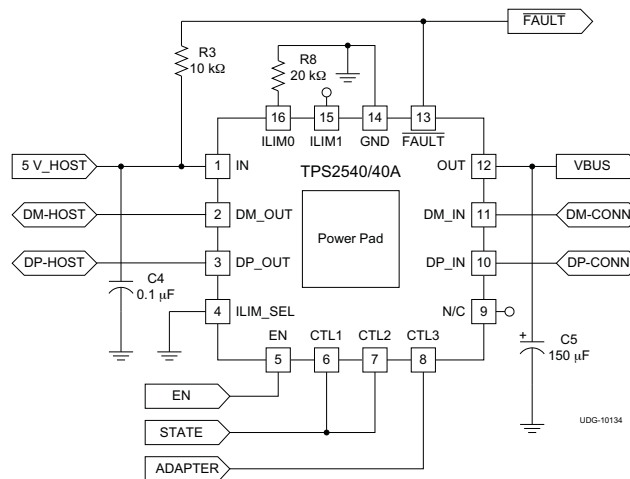 FAULT
R3
10 kΩ
R8
20 kΩ
16
15
14
13
ILIM0
ILIM1
GND
FAULT
5 V_HOST
1
IN
TPS2540/40A
OUT
12
VBUS
DM-HOST
2
DM_OUT
DM_IN
11
DM-CONN
Power Pad
DP-HOST
3
DP_OUT
DP_IN
10
DP-CONN
C4
0.1 µF
4
ILIM_SEL
N/C
9
EN
CTL1
CTL2
CTL3
5
6
7
8
+
C5
150 µF
EN
STATE
ADAPTER
UDG-10134